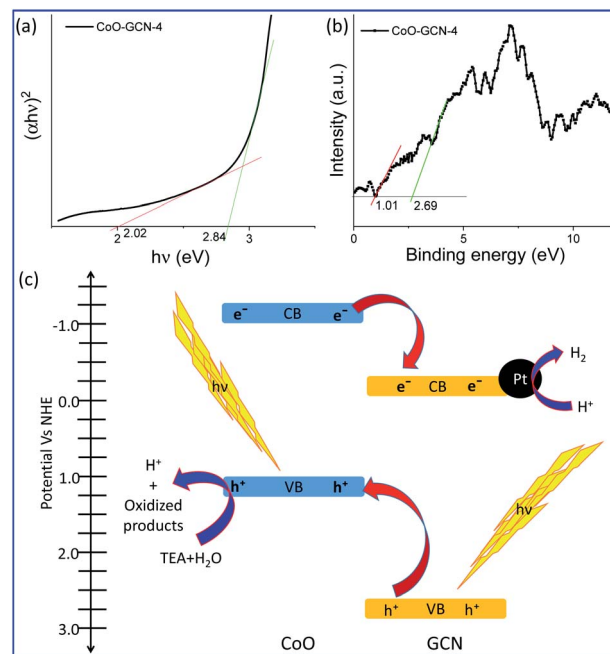 (a)
CoO-GCN-4
(αhν)²
2
2.02
2.84
3
hν (eV)
(b)
CoO-GCN-4
Intensity (a.u.)
1.01
2.69
0
5
10
Binding energy (eV)
(c)
Potential Vs NHE
-1.0
0.0
1.0
2.0
3.0
e⁻ CB e⁻
hν
e⁻ CB e⁻
Pt
H₂
H⁺
H⁺
+
Oxidized
products
TEA+H₂O
h⁺ VB h⁺
hν
h⁺ VB h⁺
CoO
GCN